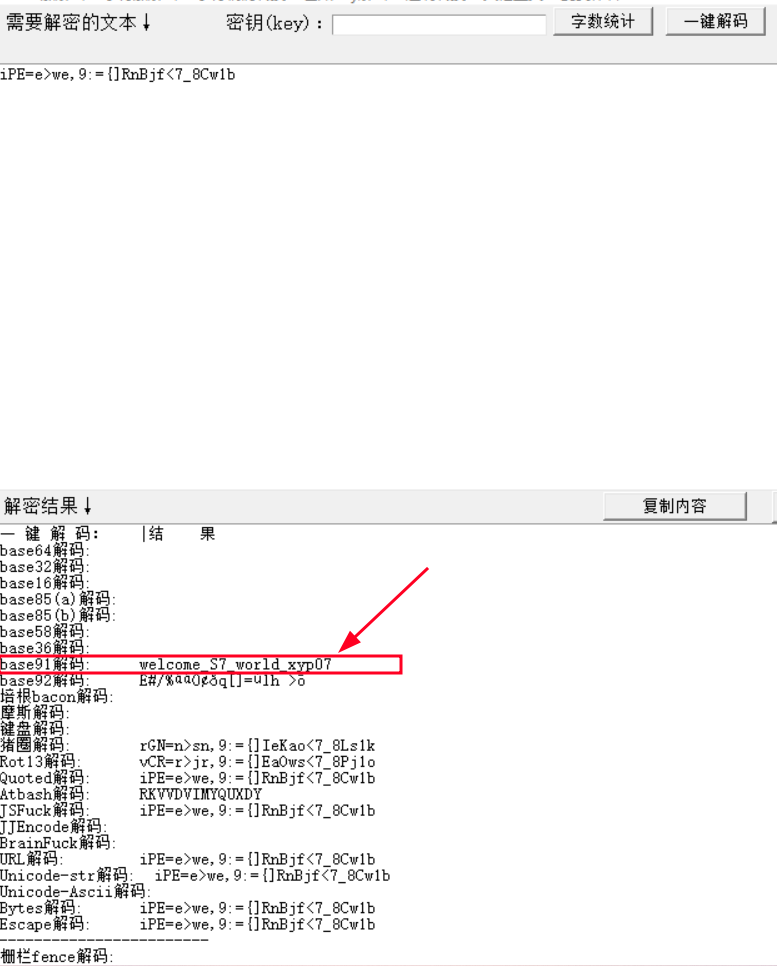 需要解密的文本↓ 密钥(key)： 字数统计 一键解码
iPE=e>we,9:={]RnBjf<7_8Cw1b
解密结果↓ 复制内容
一 键 解 码: |结 果
base64解码:
base32解码:
base16解码:
base85(a)解码:
base85(b)解码:
base58解码:
base36解码:
base91解码: welcome_S7_world_xyp07
base92解码:
培根bacon解码:
摩斯解码:
键盘解码:
猪圈解码: rGN=n>sn,9:={]IeKao<7_8Ls1k
Rot13解码: vCR=r>jr,9:={]EaOws<7_8Pj1o
Quoted解码: iPE=e>we,9:={]RnBjf<7_8Cw1b
Atbash解码: RKVVDVIMYQUXDY
JSFuck解码: iPE=e>we,9:={]RnBjf<7_8Cw1b
JJEncode解码:
BrainFuck解码:
URL解码: iPE=e>we,9:={]RnBjf<7_8Cw1b
Unicode-str解码: iPE=e>we,9:={]RnBjf<7_8Cw1b
Unicode-Ascii解码:
Bytes解码: iPE=e>we,9:={]RnBjf<7_8Cw1b
Escape解码: iPE=e>we,9:={]RnBjf<7_8Cw1b
-------------------------
栅栏fence解码: